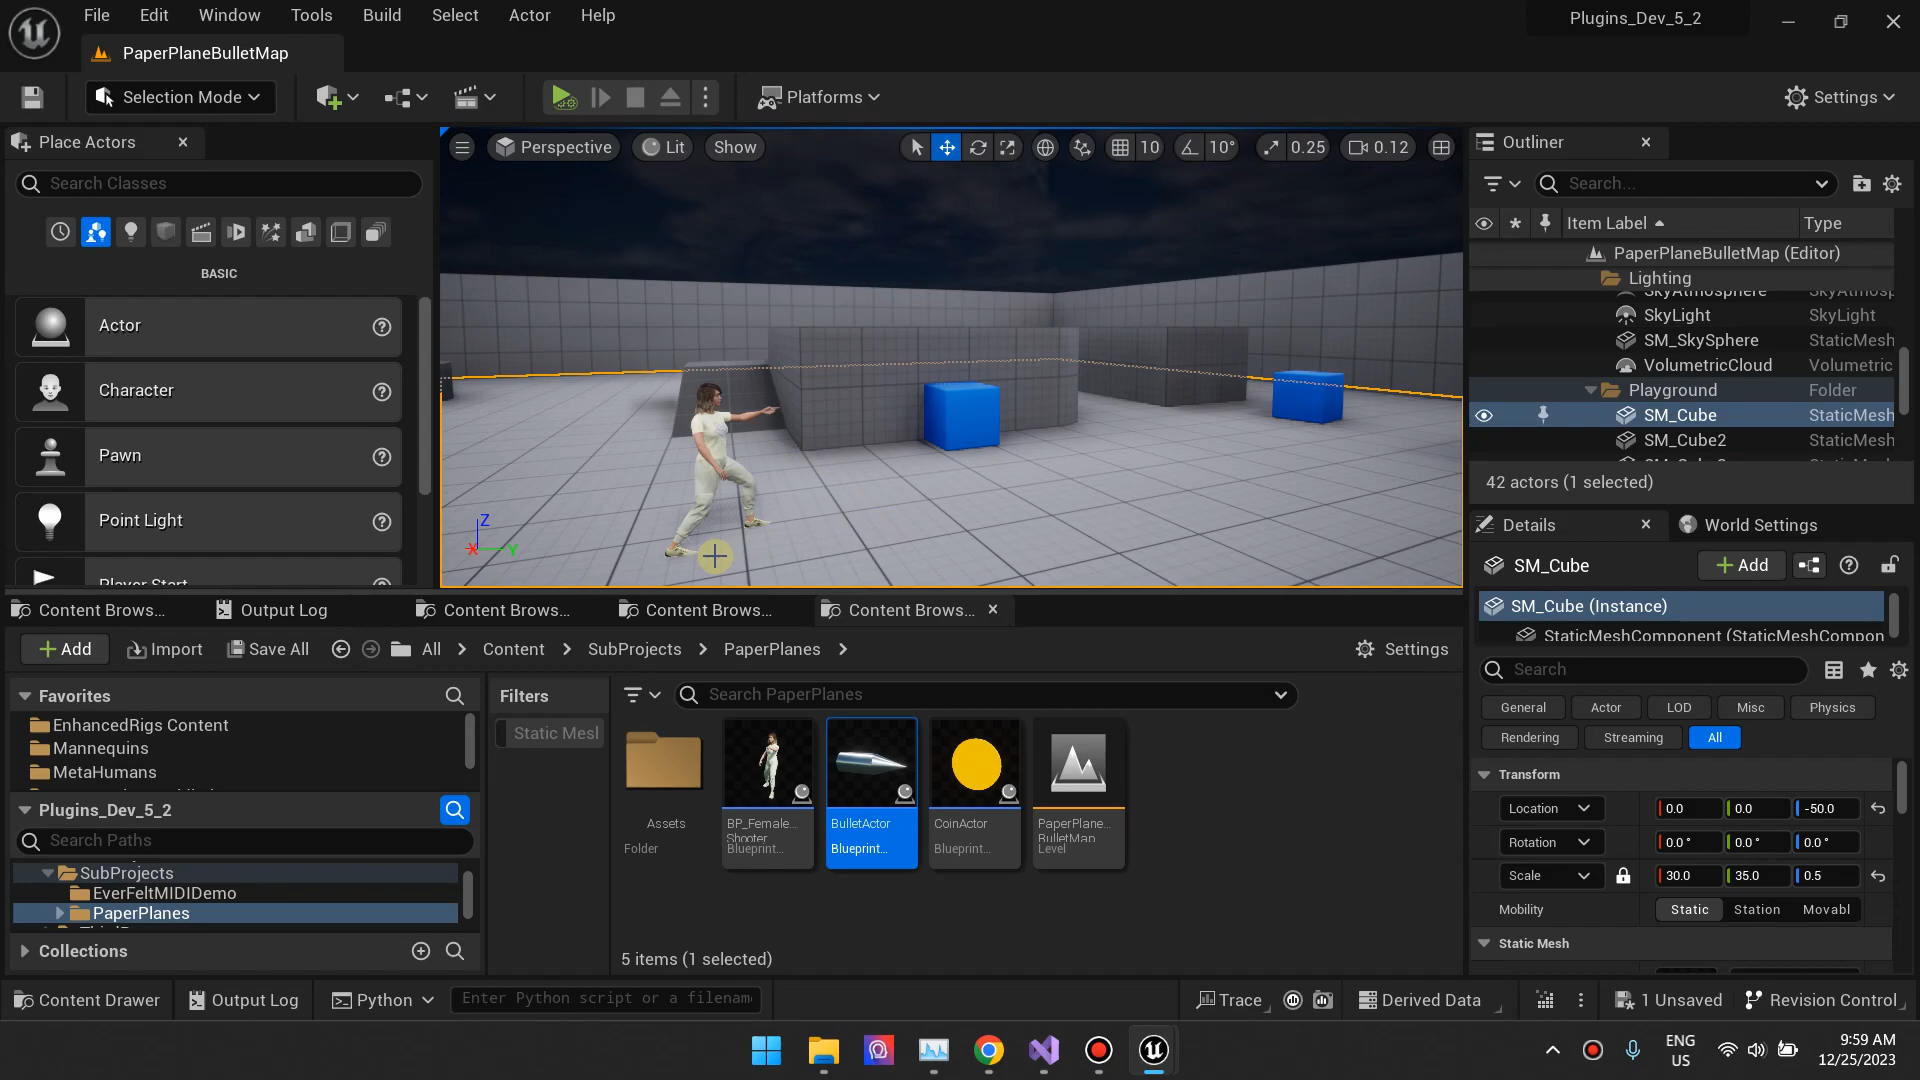 File Edit Window Tools Build Select Actor Help
Plugins_Dev_5_2
PaperPlaneBulletMap
Selection Mode
Platforms
Settings
Place Actors
Search Classes
BASIC
Actor
Character
Pawn
Point Light
Player Start
Perspective Lit Show
10 10° 0.25 0.12
Z
X Y
Outliner
Search...
Item Label Type
PaperPlaneBulletMap (Editor)
Lighting
SkyAtmosphere SkyAtmosp
SkyLight SkyLight
SM_SkySphere StaticMesh
VolumetricCloud Volumetric
Playground Folder
SM_Cube StaticMesh
SM_Cube2 StaticMesh
42 actors (1 selected)
Details World Settings
SM_Cube
Add
SM_Cube (Instance)
StaticMeshComponent (StaticMeshCompon
Search
General Actor LOD Misc Physics
Rendering Streaming All
Transform
Location 0.0 0.0 -50.0
Rotation 0.0 ° 0.0 ° 0.0 °
Scale 30.0 35.0 0.5
Mobility Static Station Movabl
Static Mesh
Content Brows... Output Log Content Brows... Content Brows... Content Brows...
Add Import Save All All Content SubProjects PaperPlanes Settings
Favorites
EnhancedRigs Content
Mannequins
MetaHumans
Plugins_Dev_5_2
Search Paths
SubProjects
EverFeltMIDIDemo
PaperPlanes
Collections
Filters
Static Mesl
Search PaperPlanes
Assets
Folder
BP_Female...
Shooter
Blueprint...
BulletActor
Blueprint...
CoinActor
Blueprint...
PaperPlane...
BulletMap
Level
5 items (1 selected)
Content Drawer Output Log Python Enter Python script or a filenam
Trace Derived Data 1 Unsaved Revision Control
ENG
US
9:59 AM
12/25/2023